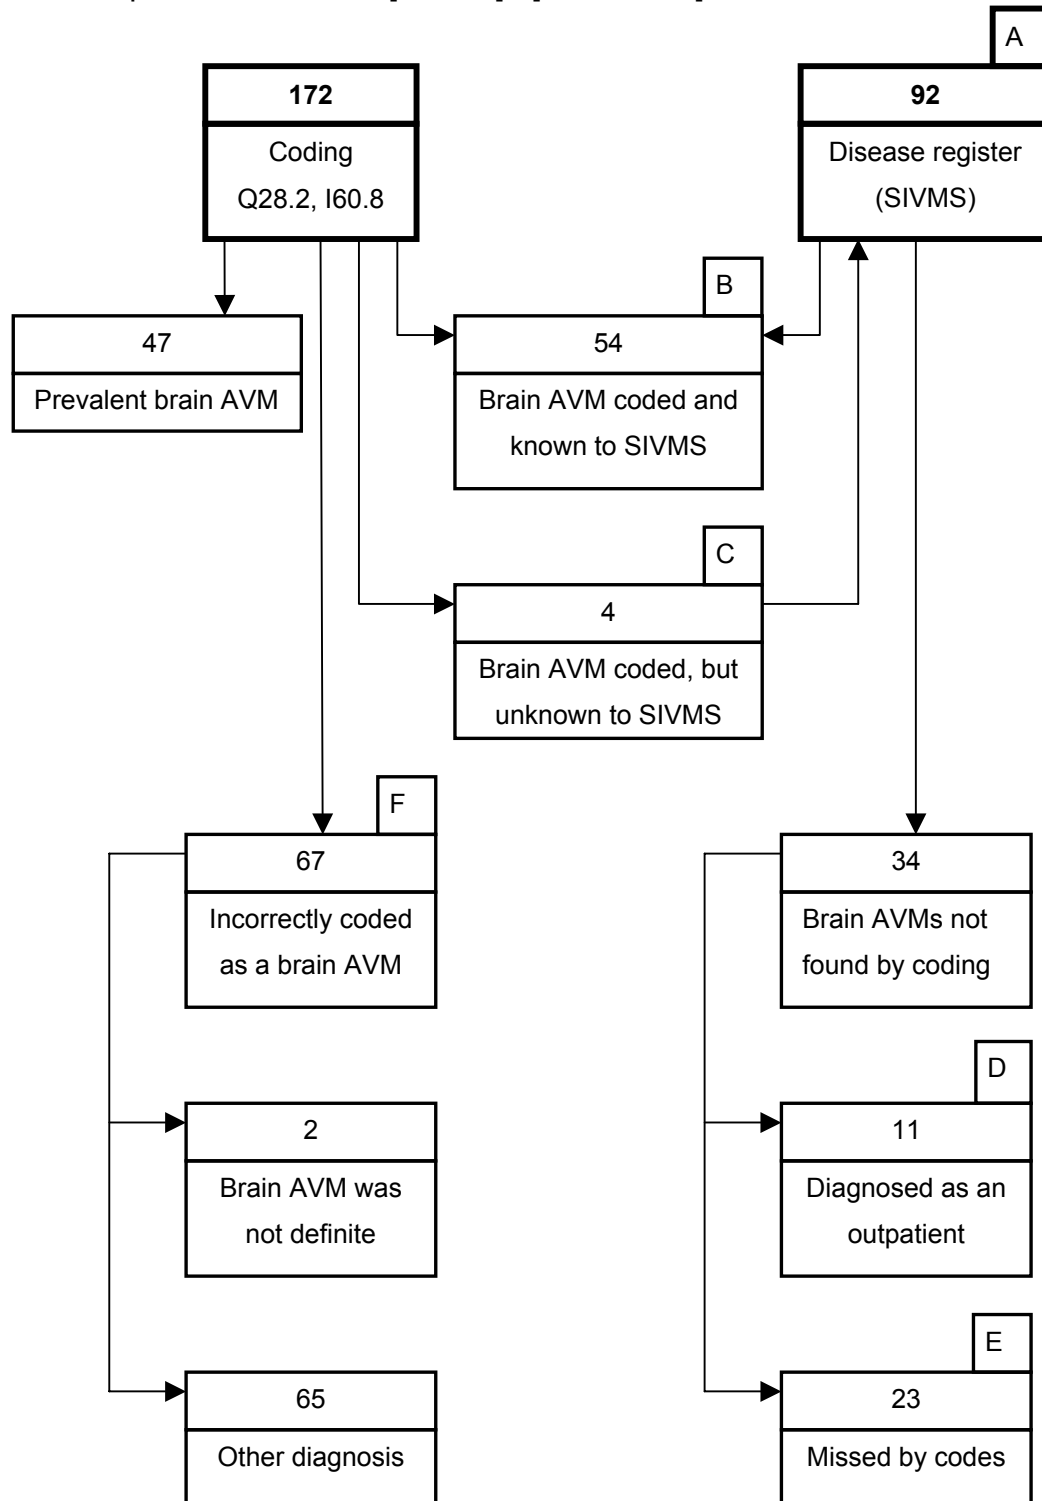 A
172
Coding
Q28.2, I60.8
92
Disease register
(SIVMS)
B
47
Prevalent brain AVM
54
Brain AVM coded and
known to SIVMS
C
4
Brain AVM coded, but
unknown to SIVMS
F
67
Incorrectly coded
as a brain AVM
34
Brain AVMs not
found by coding
D
2
Brain AVM was
not definite
11
Diagnosed as an
outpatient
E
65
Other diagnosis
23
Missed by codes